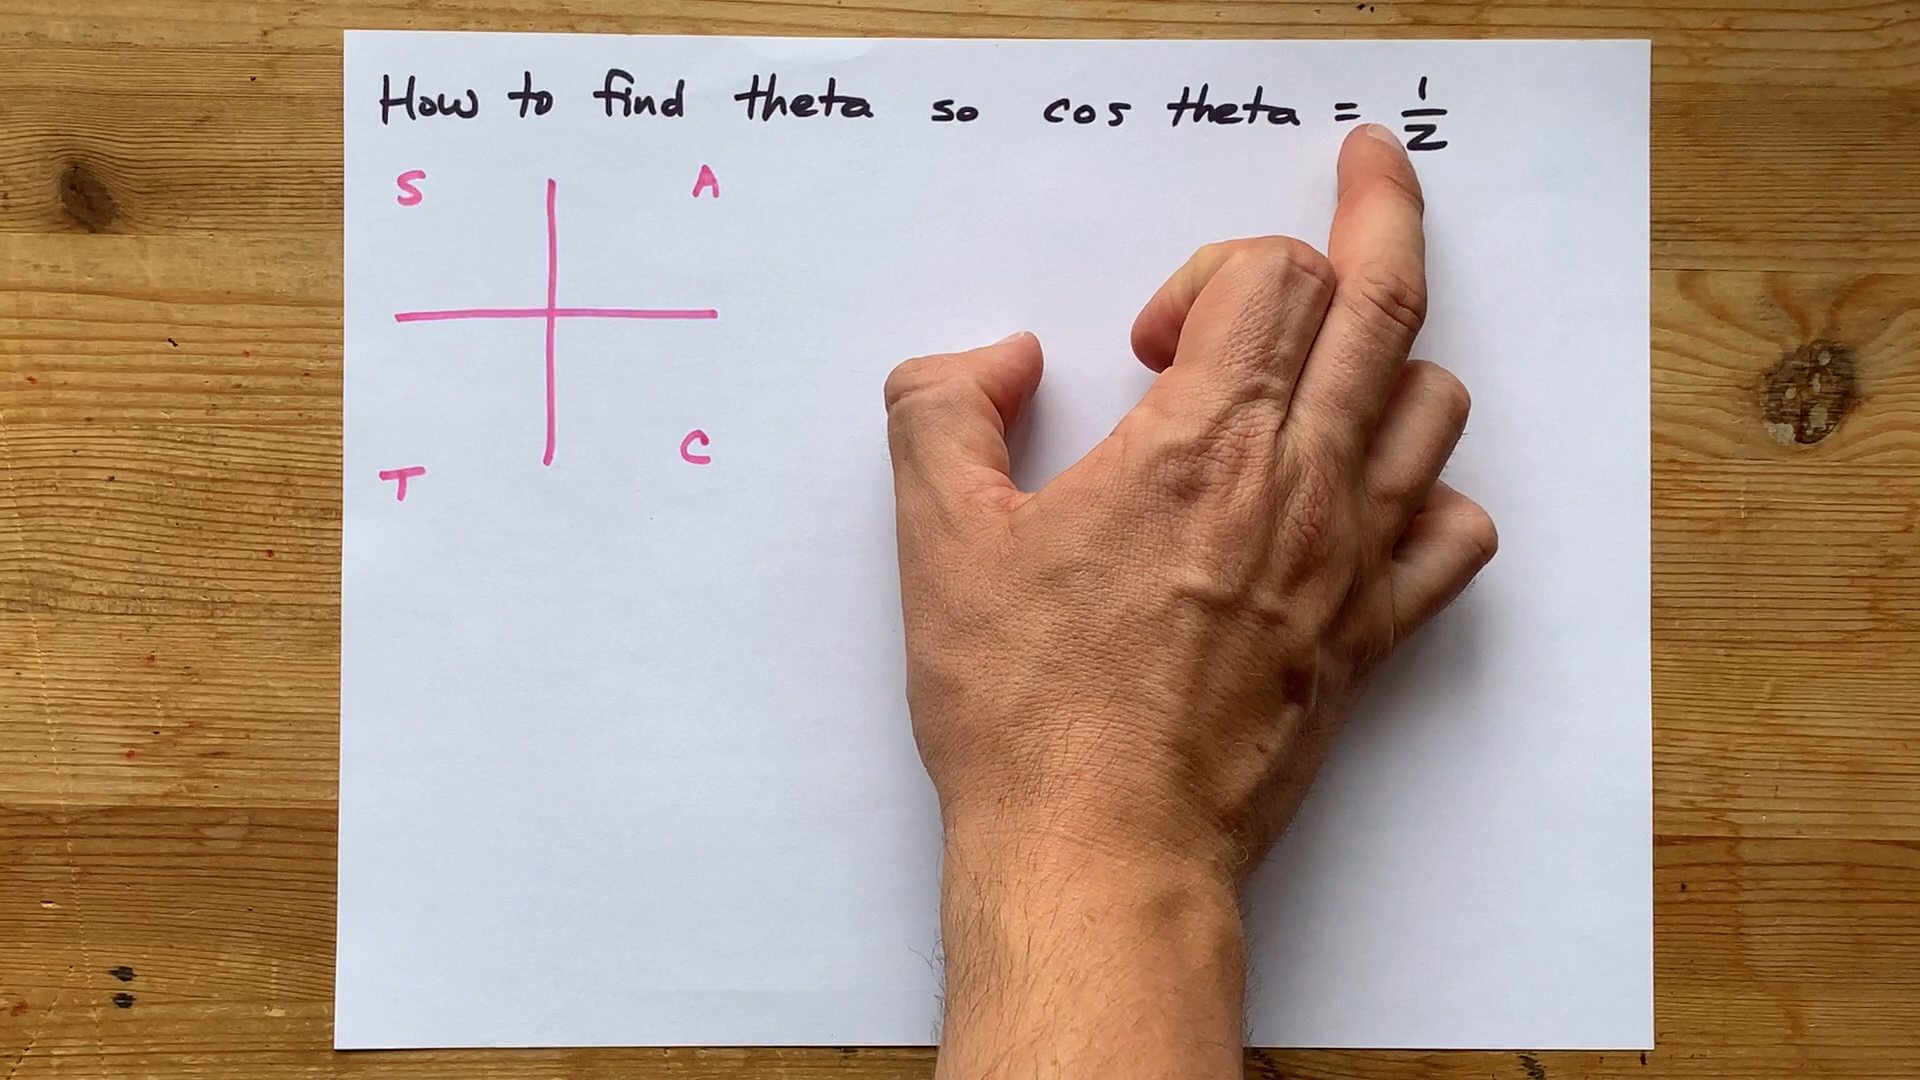 How to find theta so cos theta = 1/2
S A
T C